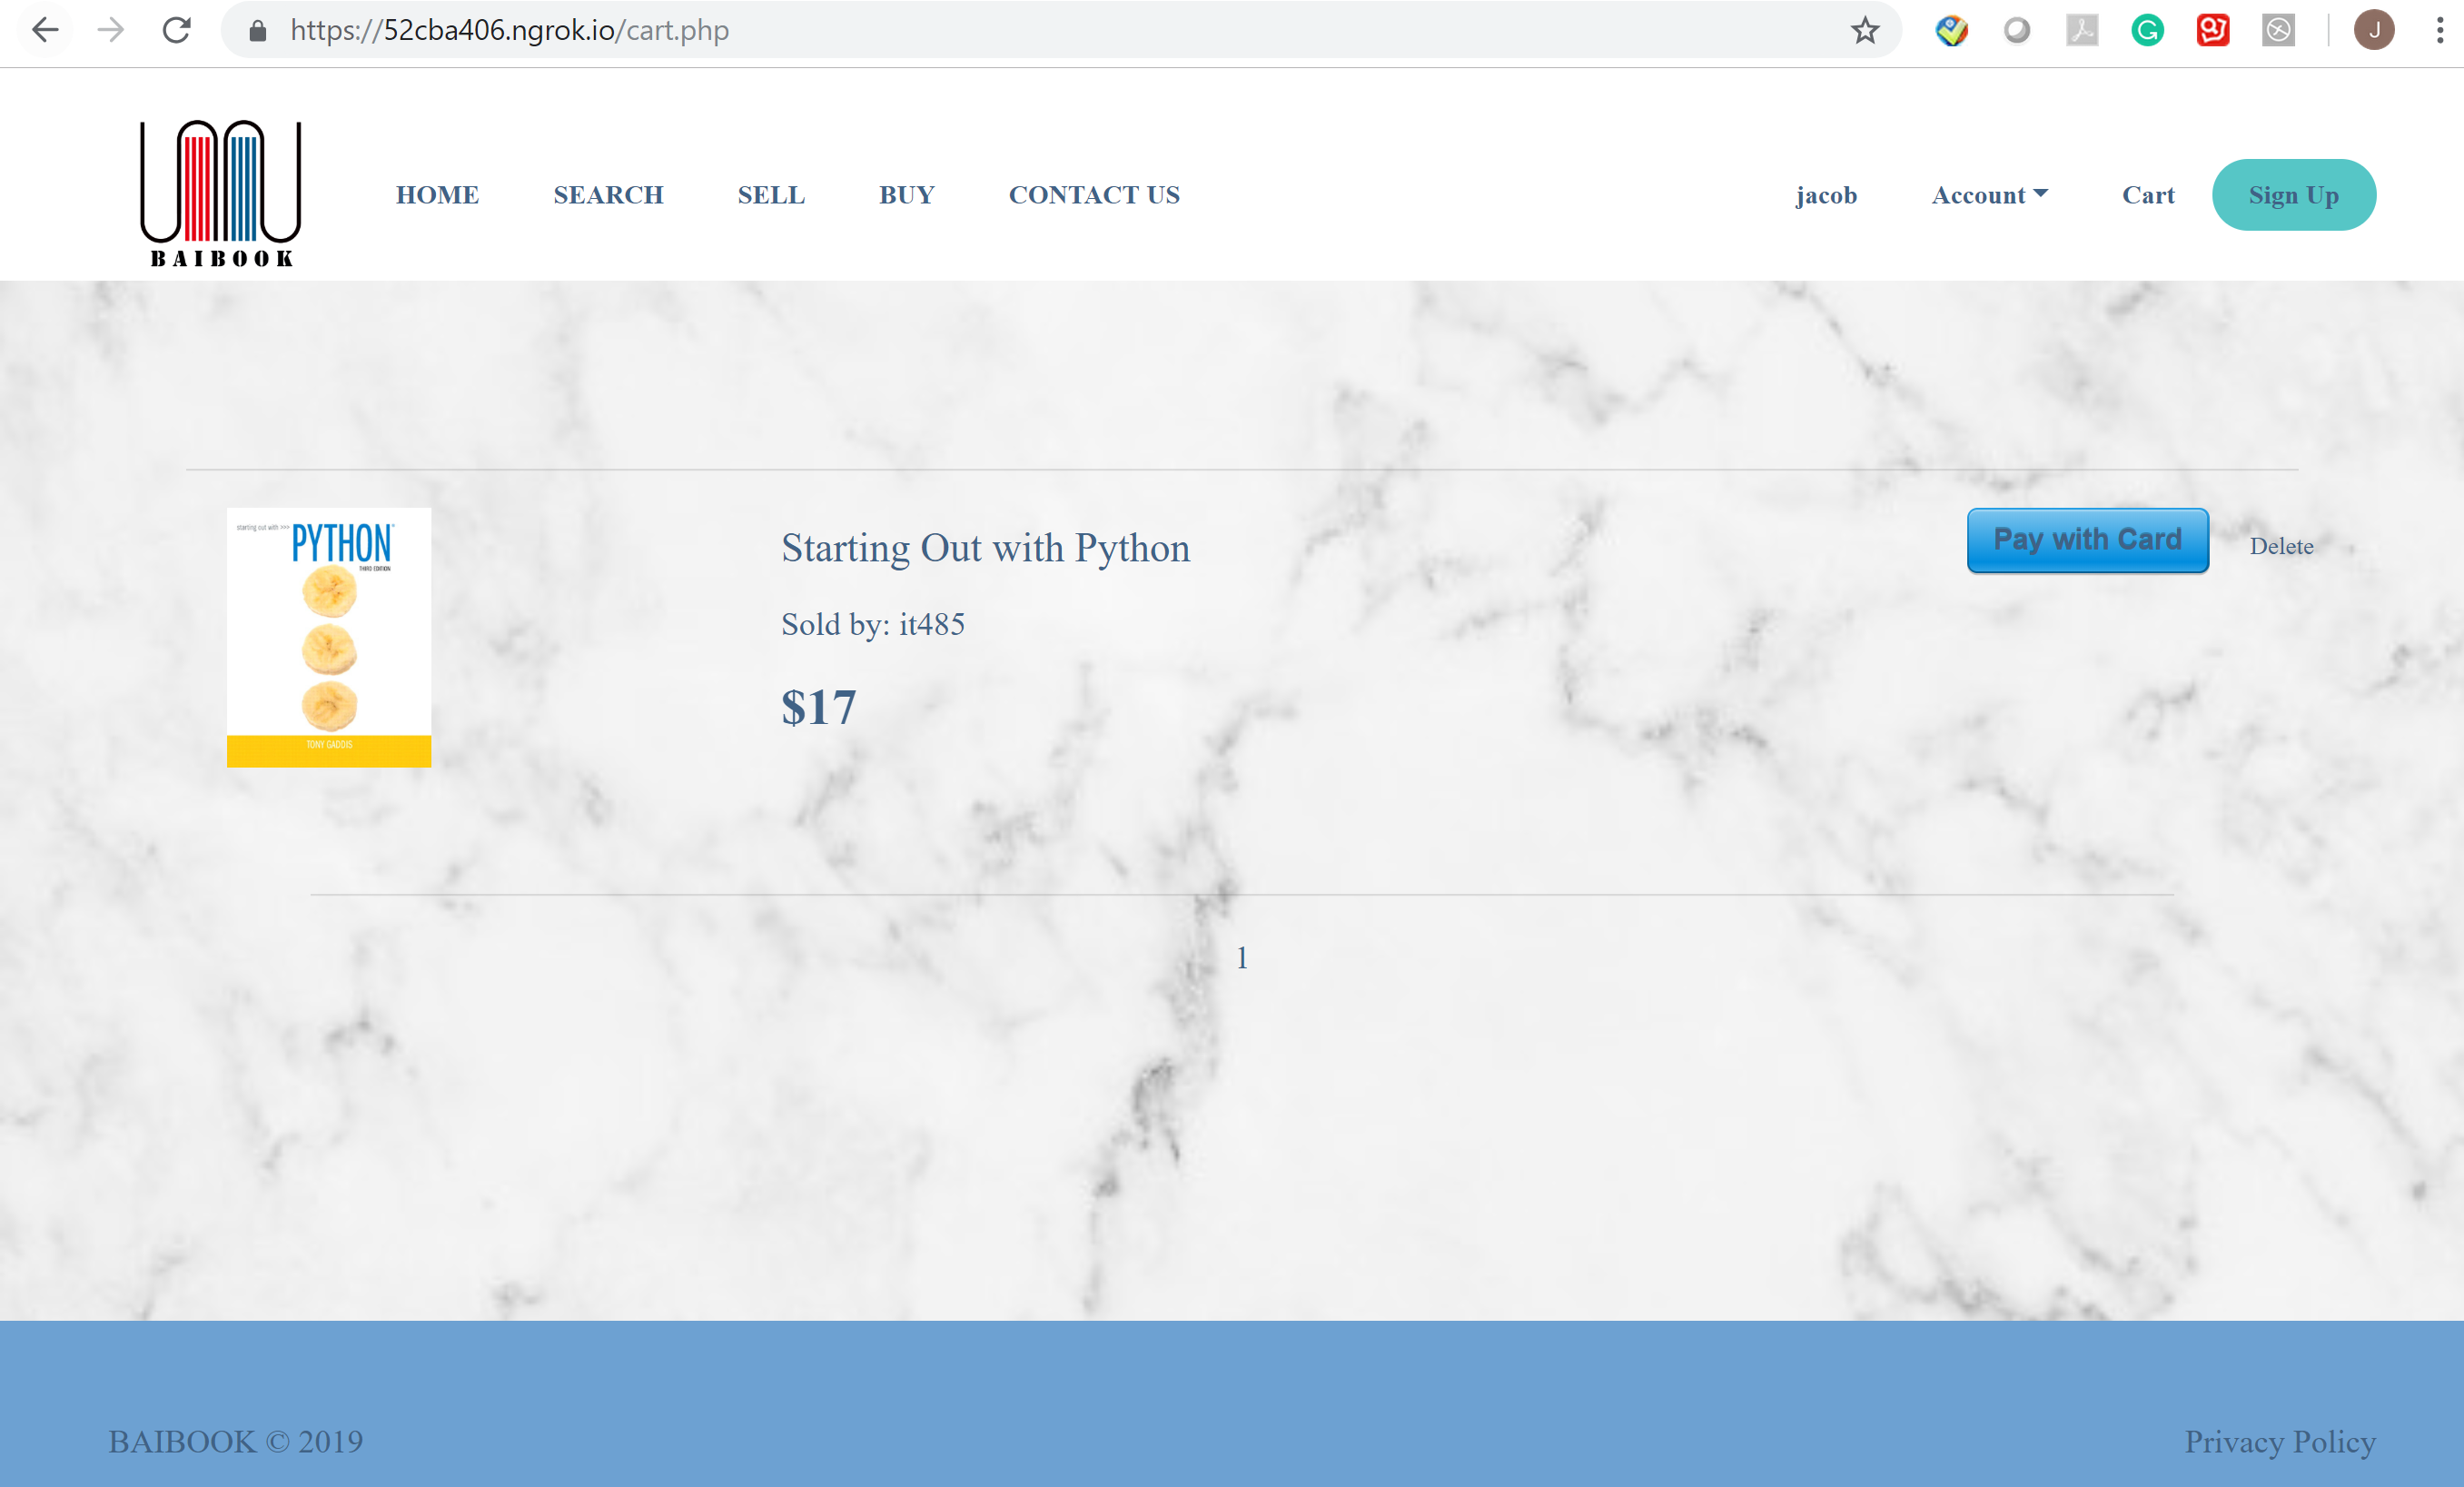 https://52cba406.ngrok.io/cart.php
J
BAIBOOK
HOME SEARCH SELL BUY CONTACT US jacob Account Cart Sign Up
starting out with >>> PYTHON
THIRD EDITION
TONY GADDIS
Starting Out with Python
Pay with Card
Delete
Sold by: it485
$17
1
BAIBOOK © 2019
Privacy Policy